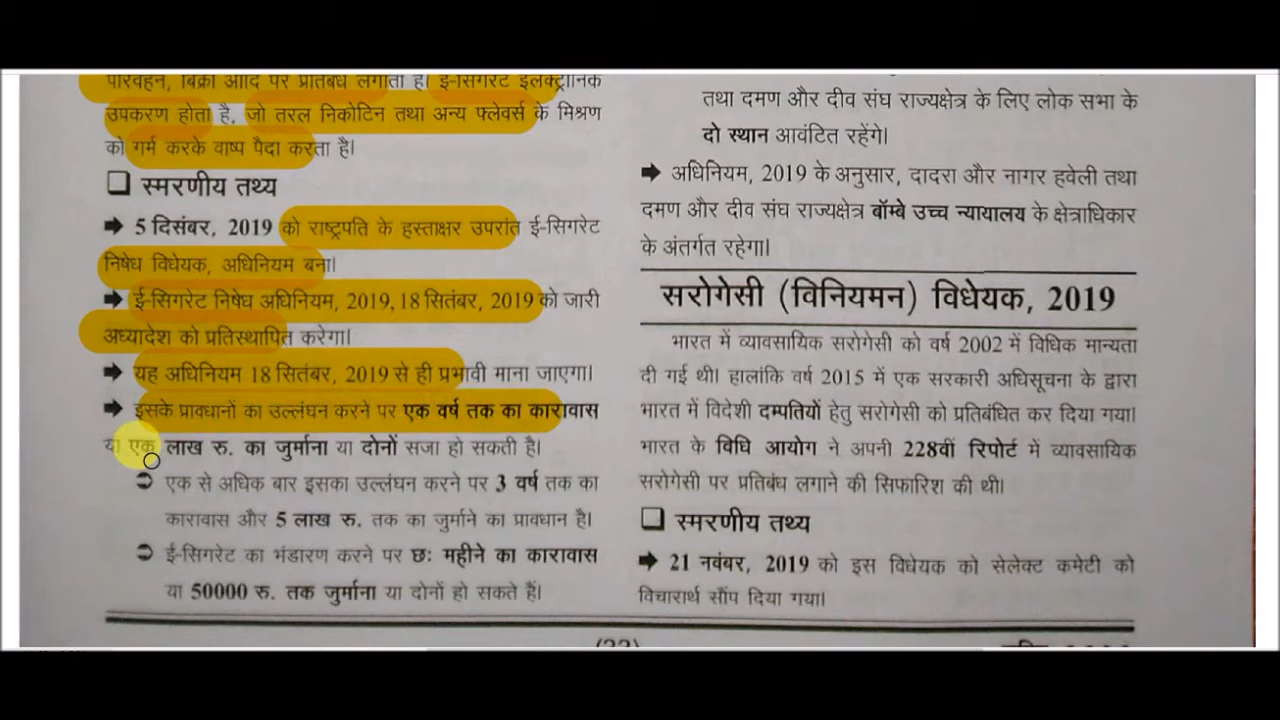 परिवहन, बिक्री आदि पर प्रतिबंध लगाता है। ई-सिगरेट इलेक्ट्रॉनिक
उपकरण होता है, जो तरल निकोटिन तथा अन्य फ्लेवर्स के मिश्रण
को गर्म करके वाष्प पैदा करता है।
❑ स्मरणीय तथ्य
➡ 5 दिसंबर, 2019 को राष्ट्रपति के हस्ताक्षर उपरांत ई-सिगरेट
निषेध विधेयक, अधिनियम बना।
➡ ई-सिगरेट निषेध अधिनियम, 2019, 18 सितंबर, 2019 को जारी
अध्यादेश को प्रतिस्थापित करेगा।
➡ यह अधिनियम 18 सितंबर, 2019 से ही प्रभावी माना जाएगा।
➡ इसके प्रावधानों का उल्लंघन करने पर एक वर्ष तक का कारावास
या एक लाख रु. का जुर्माना या दोनों सजा हो सकती है।
➲ एक से अधिक बार इसका उल्लंघन करने पर 3 वर्ष तक का
कारावास और 5 लाख रु. तक का जुर्माने का प्रावधान है।
➲ ई-सिगरेट का भंडारण करने पर छः महीने का कारावास
या 50000 रु. तक जुर्माना या दोनों हो सकते हैं।
तथा दमण और दीव संघ राज्यक्षेत्र के लिए लोक सभा के
दो स्थान आवंटित रहेंगे।
➡ अधिनियम, 2019 के अनुसार, दादरा और नागर हवेली तथा
दमण और दीव संघ राज्यक्षेत्र बॉम्बे उच्च न्यायालय के क्षेत्राधिकार
के अंतर्गत रहेगा।
सरोगेसी (विनियमन) विधेयक, 2019
भारत में व्यावसायिक सरोगेसी को वर्ष 2002 में विधिक मान्यता
दी गई थी। हालांकि वर्ष 2015 में एक सरकारी अधिसूचना के द्वारा
भारत में विदेशी दम्पतियों हेतु सरोगेसी को प्रतिबंधित कर दिया गया।
भारत के विधि आयोग ने अपनी 228वीं रिपोर्ट में व्यावसायिक
सरोगेसी पर प्रतिबंध लगाने की सिफारिश की थी।
❑ स्मरणीय तथ्य
➡ 21 नवंबर, 2019 को इस विधेयक को सेलेक्ट कमेटी को
विचारार्थ सौंप दिया गया।